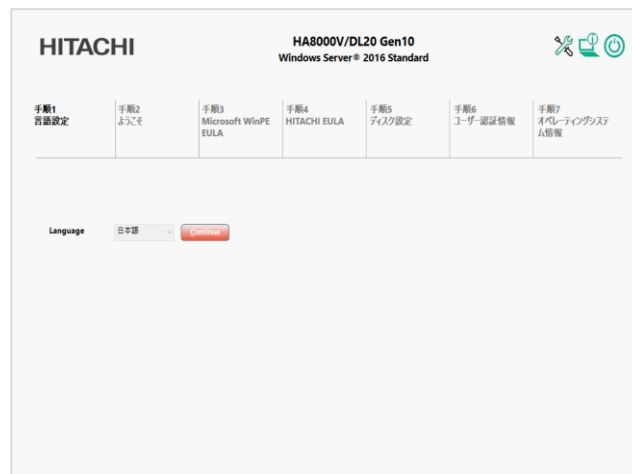 HITACHI
HA8000V/DL20 Gen10
Windows Server® 2016 Standard
手順1
言語設定
手順2
ようこそ
手順3
Microsoft WinPE
EULA
手順4
HITACHI EULA
手順5
ディスク設定
手順6
ユーザー認証情報
手順7
オペレーティングシステ
ム情報
Language
日本語
Continue